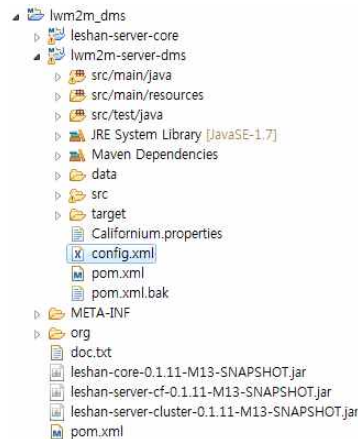 lwm2m_dms
leshan-server-core
lwm2m-server-dms
src/main/java
src/main/resources
src/test/java
JRE System Library [JavaSE-1.7]
Maven Dependencies
data
src
target
Californium.properties
config.xml
pom.xml
pom.xml.bak
META-INF
org
doc.txt
leshan-core-0.1.11-M13-SNAPSHOT.jar
leshan-server-cf-0.1.11-M13-SNAPSHOT.jar
leshan-server-cluster-0.1.11-M13-SNAPSHOT.jar
pom.xml